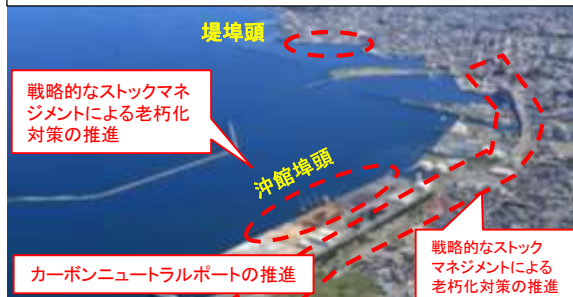 堤埠頭
戦略的なストックマネ
ジメントによる老朽化
対策の推進
沖館埠頭
カーボンニュートラルポートの推進
戦略的なストック
マネジメントによる
老朽化対策の推進